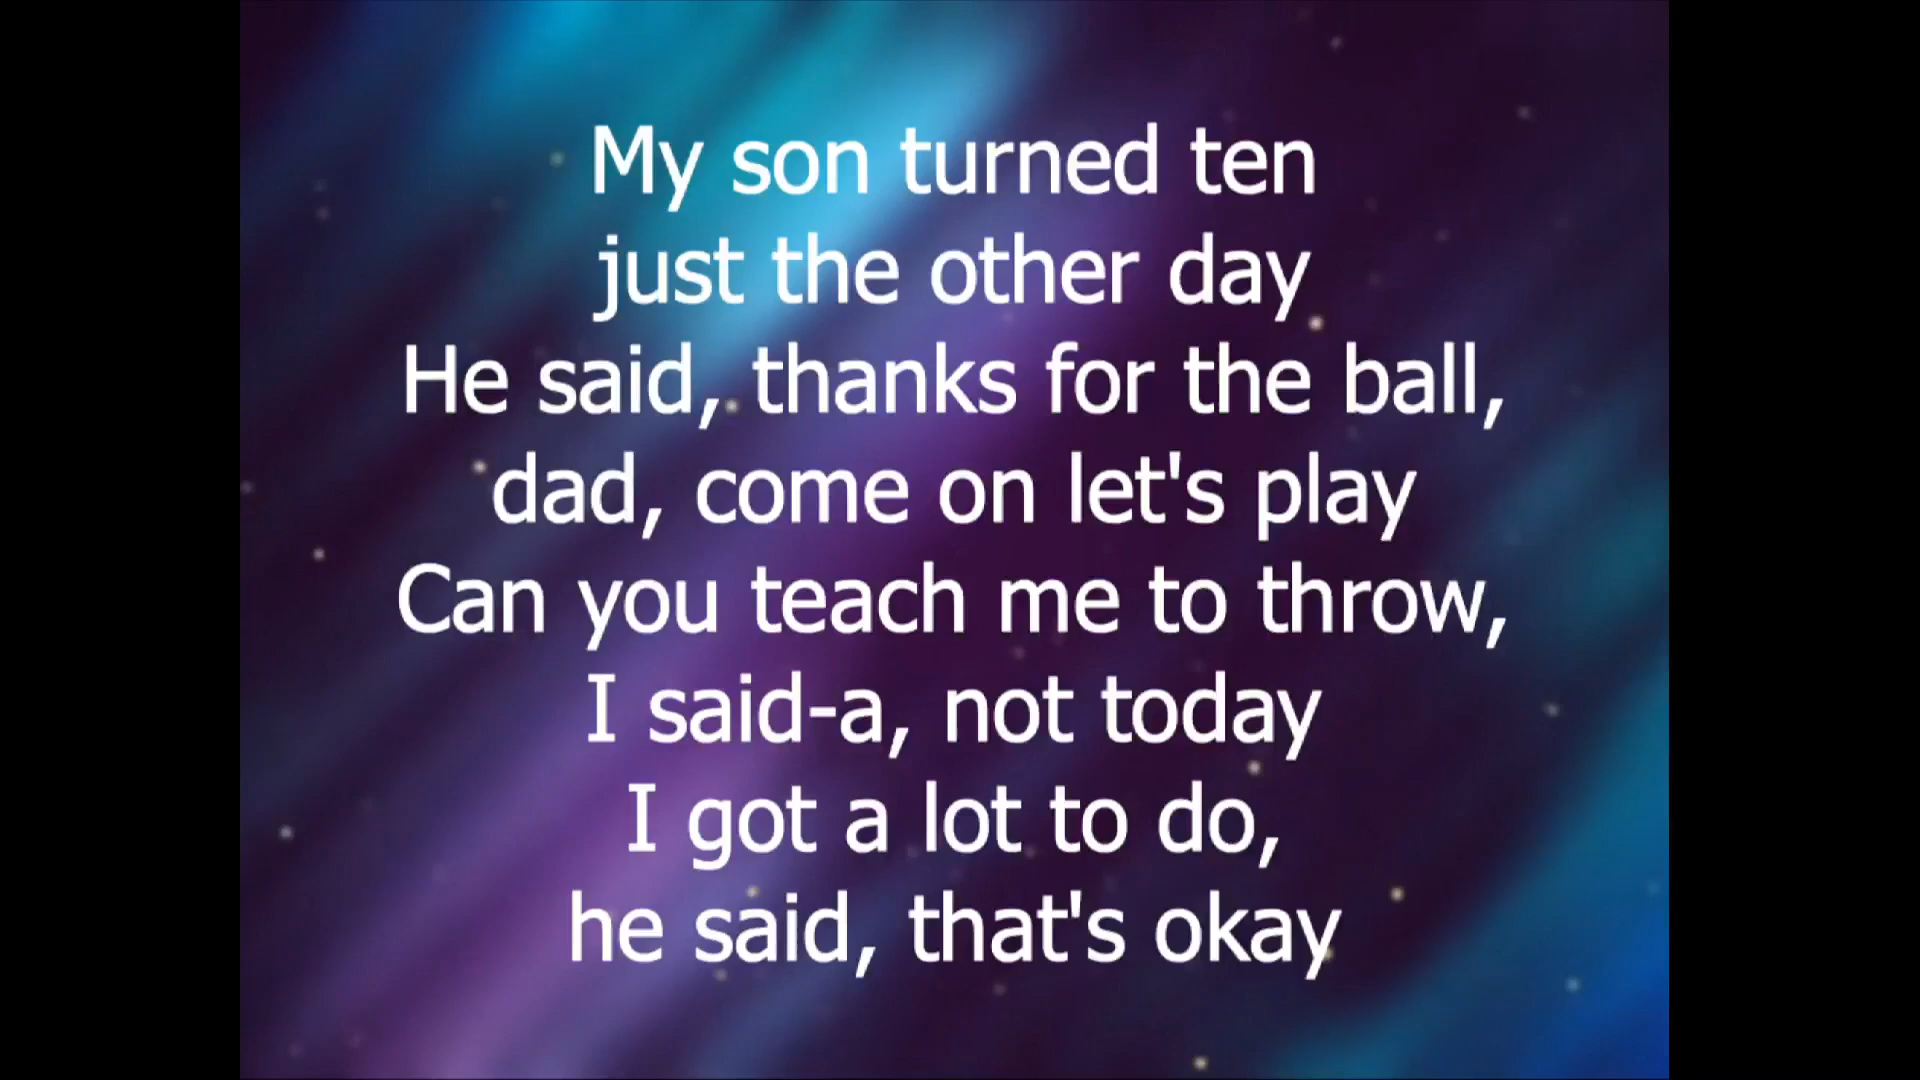 My son turned ten
just the other day
He said, thanks for the ball,
dad, come on let's play
Can you teach me to throw,
I said-a, not today
I got a lot to do,
he said, that's okay